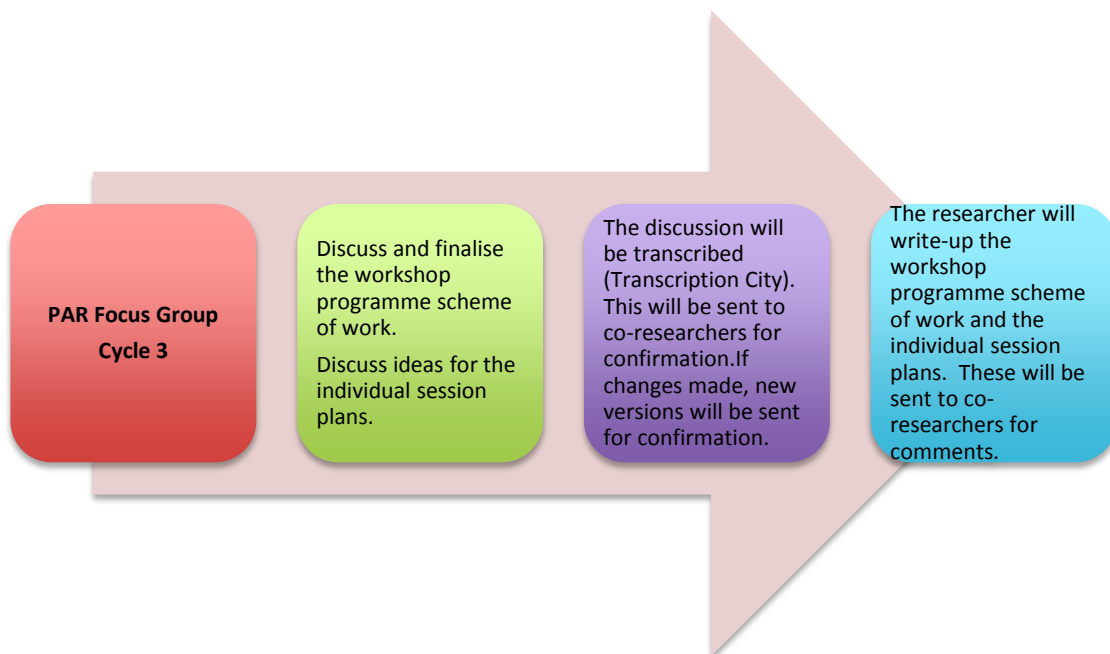 PAR Focus Group
Cycle 3
Discuss and finalise
the workshop
programme scheme
of work.
Discuss ideas for the
individual session
plans.
The discussion will
be transcribed
(Transcription City).
This will be sent to
co-researchers for
confirmation.If
changes made, new
versions will be sent
for confirmation.
The researcher will
write-up the
workshop
programme scheme
of work and the
individual session
plans.  These will be
sent to co-
researchers for
comments.